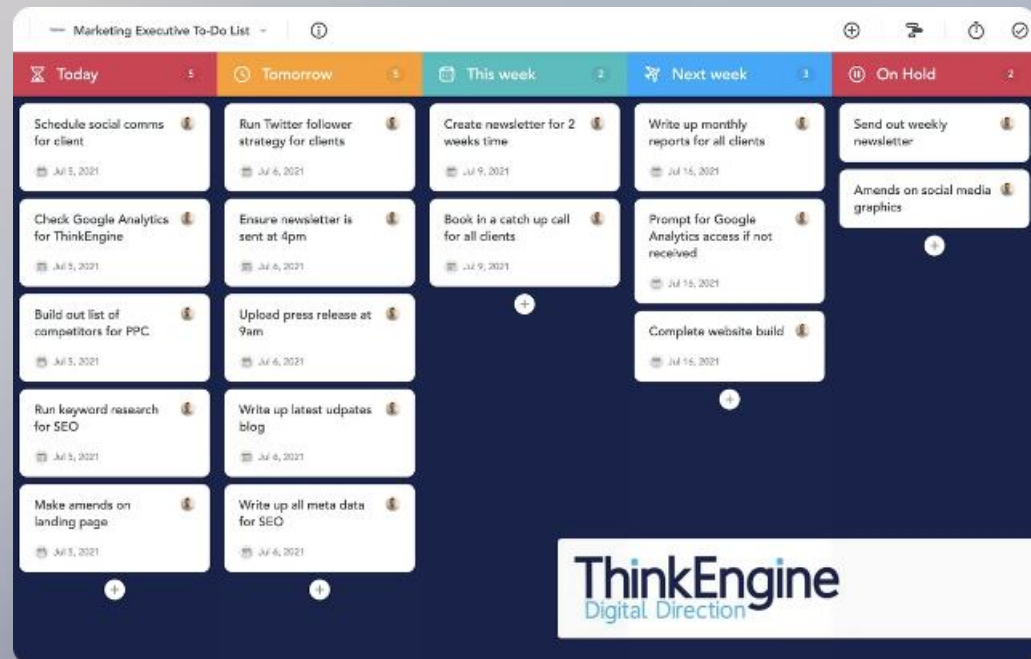 Marketing Executive To-Do List
Today 5
Schedule social comms
for client
Jul 5, 2021
Check Google Analytics
for ThinkEngine
Jul 5, 2021
Build out list of
competitors for PPC
Jul 5, 2021
Run keyword research
for SEO
Jul 5, 2021
Make amends on
landing page
Jul 5, 2021
Tomorrow 5
Run Twitter follower
strategy for clients
Jul 6, 2021
Ensure newsletter is
sent at 4pm
Jul 6, 2021
Upload press release at
9am
Jul 6, 2021
Write up latest udpates
blog
Jul 6, 2021
Write up all meta data
for SEO
Jul 6, 2021
This week 2
Create newsletter for 2
weeks time
Jul 9, 2021
Book in a catch up call
for all clients
Jul 9, 2021
Next week 3
Write up monthly
reports for all clients
Jul 16, 2021
Prompt for Google
Analytics access if not
received
Jul 16, 2021
Complete website build
Jul 16, 2021
On Hold 2
Send out weekly
newsletter
Amends on social media
graphics
ThinkEngine
Digital Direction